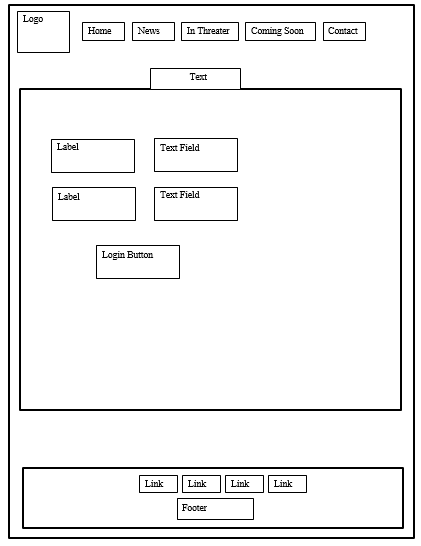 Logo
Home News In Threater Coming Soon Contact
Text
Label Text Field
Label Text Field
Login Button
Link Link Link Link
Footer